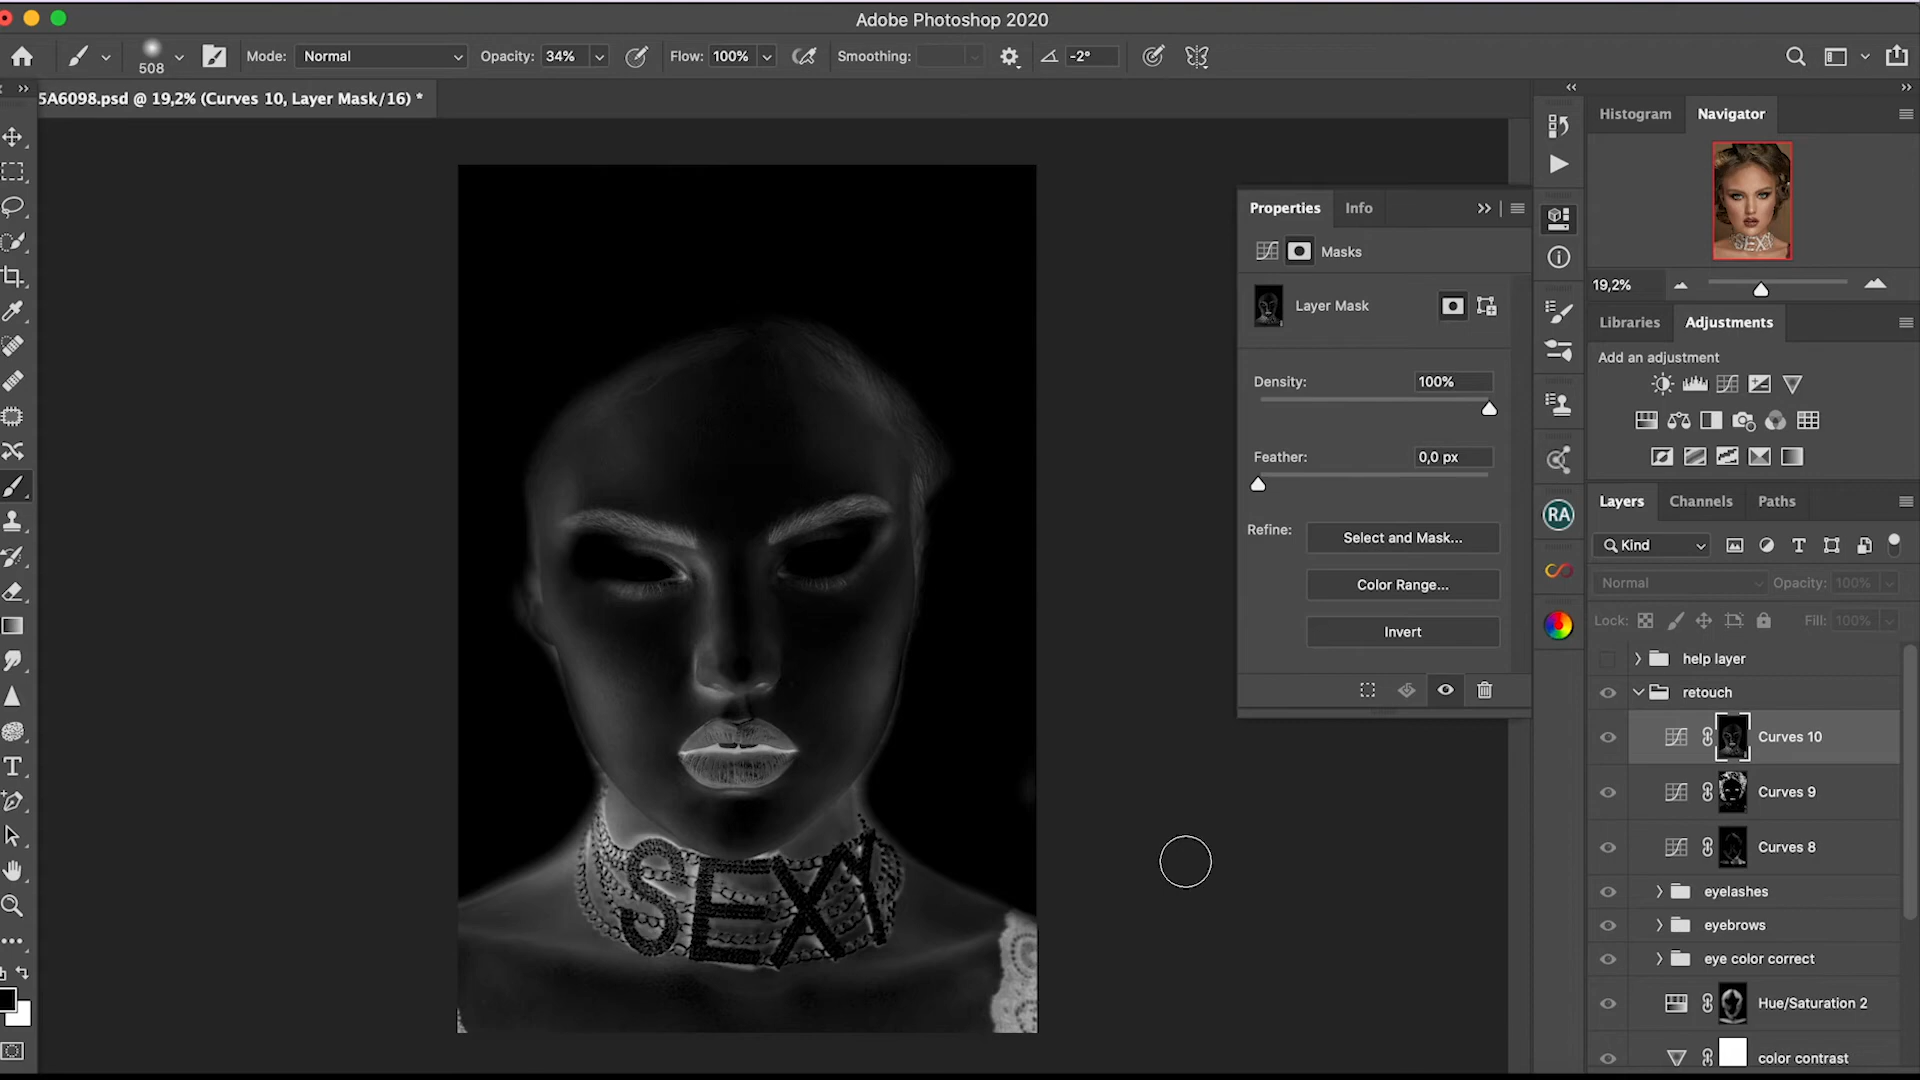 Adobe Photoshop 2020
508
Mode: Normal
Opacity: 34%
Flow: 100%
Smoothing:
-2°
5A6098.psd @ 19,2% (Curves 10, Layer Mask/16) *
Histogram
Navigator
SEXY
19,2%
Libraries
Adjustments
Add an adjustment
Properties
Info
Masks
Layer Mask
Density: 100%
Feather: 0,0 px
Refine:
Select and Mask...
Color Range...
Invert
RA
Layers
Channels
Paths
Kind
Normal
Opacity: 100%
Lock:
Fill: 100%
help layer
retouch
Curves 10
Curves 9
Curves 8
eyelashes
eyebrows
eye color correct
Hue/Saturation 2
color contrast
SEXY